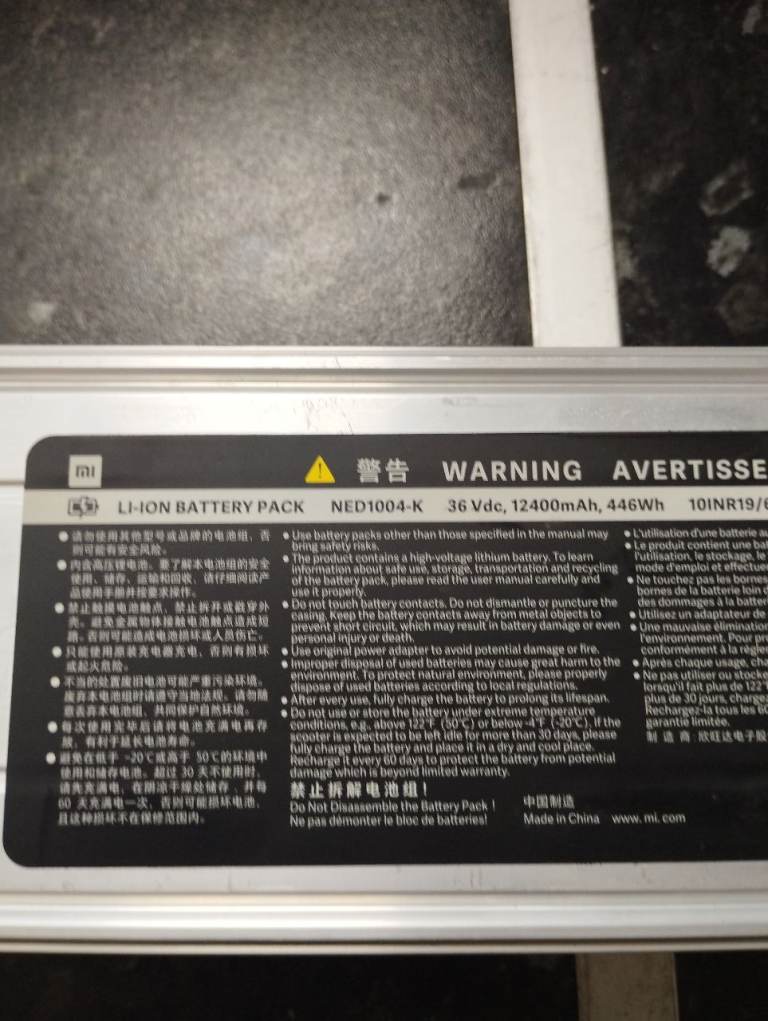 mi
警告 WARNING AVERTISSE
LI-ION BATTERY PACK NED1004-K 36 Vdc, 12400mAh, 446Wh 10INR19/6
请勿使用其他型号或品牌的电池组，否
则可能有安全风险。
内含高压锂电池，要了解本电池组的安全
使用、储存、运输和回收，请仔细阅读产
品使用手册并按要求操作。
禁止触摸电池触点，禁止拆开或戳穿外
壳，避免金属物体接触电池触点造成短
路，否则可能造成电池损坏或人员伤亡。
只能使用原装充电器充电，否则有损坏
或起火危险。
不当的处置废旧电池可能严重污染环境，
废弃本电池组时请遵守当地法规，请勿随
意丢弃本电池组，共同保护自然环境。
每次使用完毕后请将电池充满电再存
放，有利于延长电池寿命。
避免在低于 -20℃或高于 50℃的环境中
使用和储存电池。超过 30 天不使用时，
请先充满电，在阴凉干燥处储存，并每
60 天充满电一次，否则可能损坏电池，
且这种损坏不在保修范围内。
Use battery packs other than those specified in the manual may
bring safety risks.
The product contains a high-voltage lithium battery. To learn
information about safe use, storage, transportation and recycling
of the battery pack, please read the user manual carefully and
use it properly.
Do not touch battery contacts. Do not dismantle or puncture the
casing. Keep the battery contacts away from metal objects to
prevent short circuit, which may result in battery damage or even
personal injury or death.
Use original power adapter to avoid potential damage or fire.
Improper disposal of used batteries may cause great harm to the
environment. To protect natural environment, please properly
dispose of used batteries according to local regulations.
After every use, fully charge the battery to prolong its lifespan.
Do not use or store the battery under extreme temperature
conditions, e.g., above 122°F (50℃) or below -4°F (-20℃). If the
scooter is expected to be left idle for more than 30 days, please
fully charge the battery and place it in a dry and cool place.
Recharge it every 60 days to protect the battery from potential
damage which is beyond limited warranty.
禁止拆解电池组！
Do Not Disassemble the Battery Pack！
Ne pas démonter le bloc de batteries!
L'utilisation d'une batterie au
Le produit contient une bat
l'utilisation, le stockage, le
mode d'emploi et effectue
Ne touchez pas les bornes
bornes de la batterie loin d
des dommages à la batter
Utilisez un adaptateur de
Une mauvaise éliminatio
l'environnement. Pour pro
conformément à la régle
Après chaque usage, cha
Ne pas utiliser ou stocke
lorsqu'il fait plus de 122°
plus de 30 jours, charge
Rechargez-la tous les 60
garantie limitée.
制 造 商：欣旺达电子股
中国制造
Made in China www. mi. com